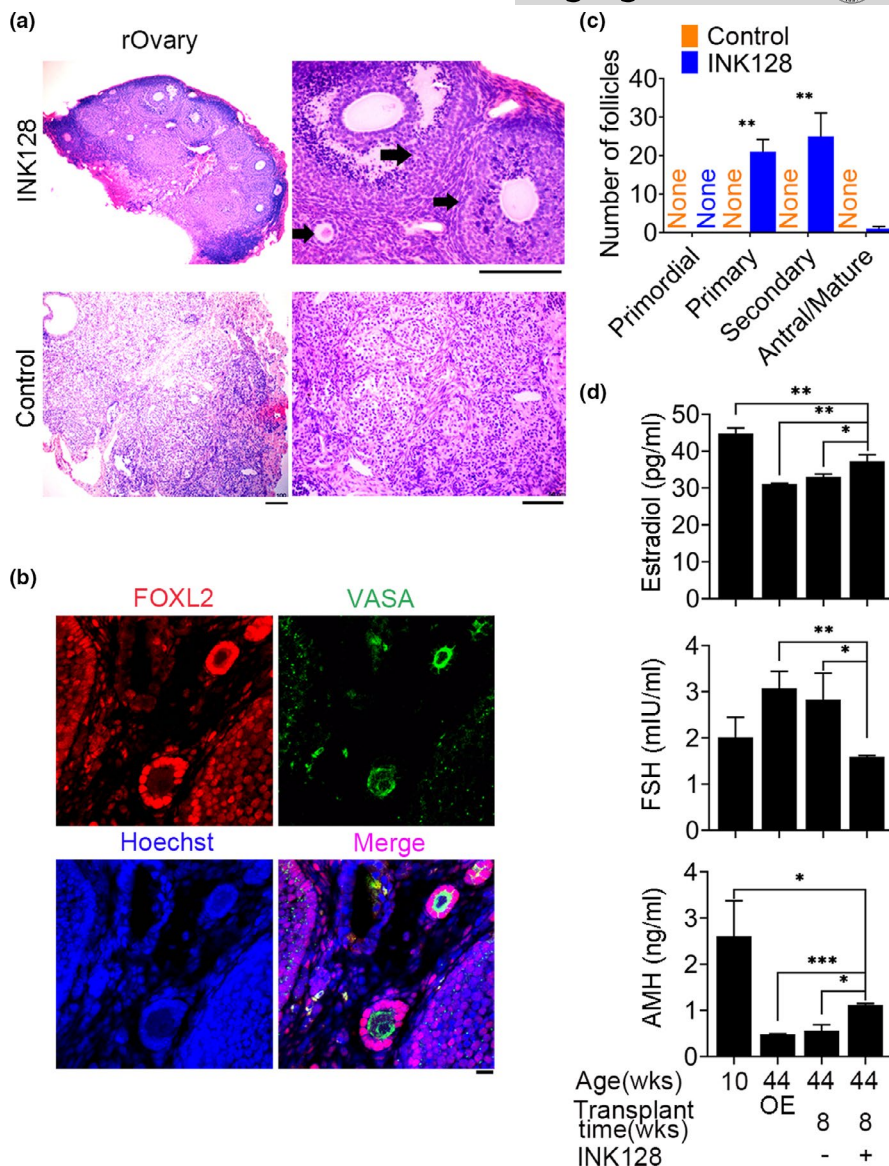 (a)
rOvary
INK128
Control
(b)
FOXL2
VASA
Hoechst
Merge
(c)
Control
INK128
Number of follicles
40
30
20
10
0
None
None
None
None
None
Primordial
Primary
Secondary
Antral/Mature
**
**
(d)
Estradiol (pg/ml)
50
40
30
20
10
0
**
**
*
FSH (mIU/ml)
4
3
2
1
0
**
*
AMH (ng/ml)
4
3
2
1
0
*
***
*
Age(wks) 10 44 44 44
OE
Transplant
time(wks) 8 8
INK128 - +